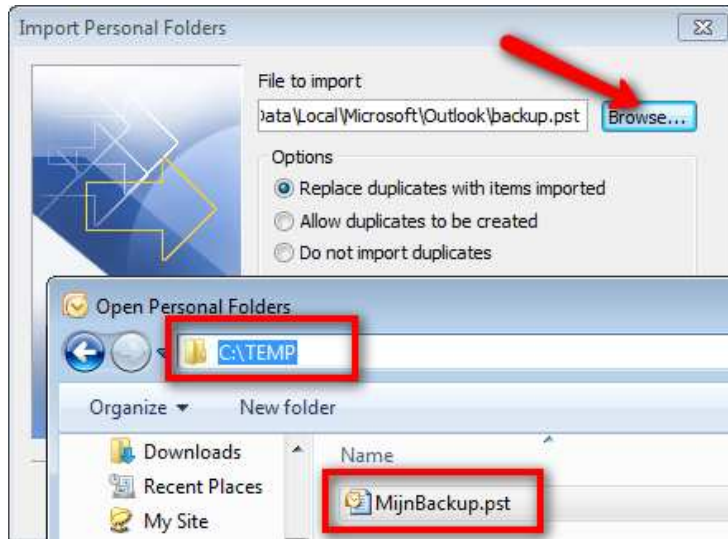 Import Personal Folders
File to import
Data\Local\Microsoft\Outlook\backup.pst
Browse...
Options
Replace duplicates with items imported
Allow duplicates to be created
Do not import duplicates
Open Personal Folders
C:\TEMP
Organize
New folder
Downloads
Name
Recent Places
MijnBackup.pst
My Site